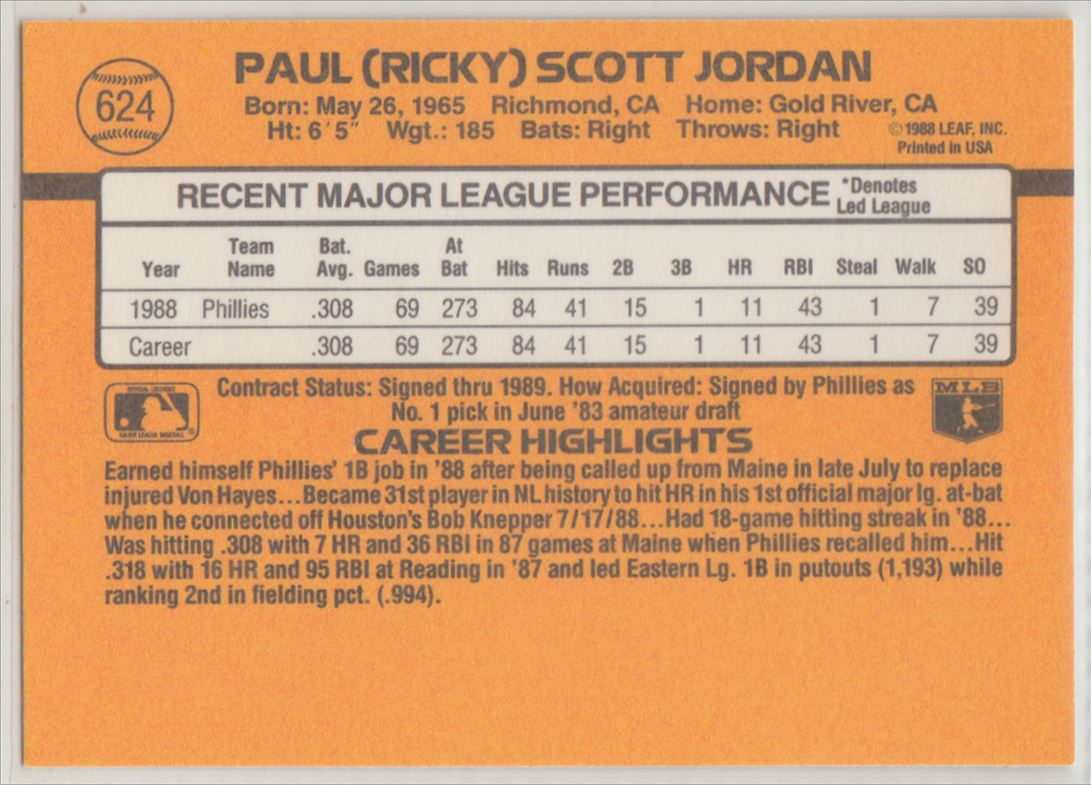 624
PAUL (RICKY) SCOTT JORDAN
Born: May 26, 1965 Richmond, CA Home: Gold River, CA
Ht: 6'5" Wgt.: 185 Bats: Right Throws: Right
©1988 LEAF, INC.
Printed in USA
RECENT MAJOR LEAGUE PERFORMANCE
*Denotes
Led League
Year Team Name Bat. Avg. Games At Bat Hits Runs 2B 3B HR RBI Steal Walk SO
1988 Phillies .308 69 273 84 41 15 1 11 43 1 7 39
Career .308 69 273 84 41 15 1 11 43 1 7 39
OFFICIAL LICENSEE
MAJOR LEAGUE BASEBALL ®
Contract Status: Signed thru 1989. How Acquired: Signed by Phillies as
No. 1 pick in June '83 amateur draft
MLB
CAREER HIGHLIGHTS
Earned himself Phillies' 1B job in '88 after being called up from Maine in late July to replace
injured Von Hayes...Became 31st player in NL history to hit HR in his 1st official major lg. at-bat
when he connected off Houston's Bob Knepper 7/17/88...Had 18-game hitting streak in '88...
Was hitting .308 with 7 HR and 36 RBI in 87 games at Maine when Phillies recalled him...Hit
.318 with 16 HR and 95 RBI at Reading in '87 and led Eastern Lg. 1B in putouts (1,193) while
ranking 2nd in fielding pct. (.994).